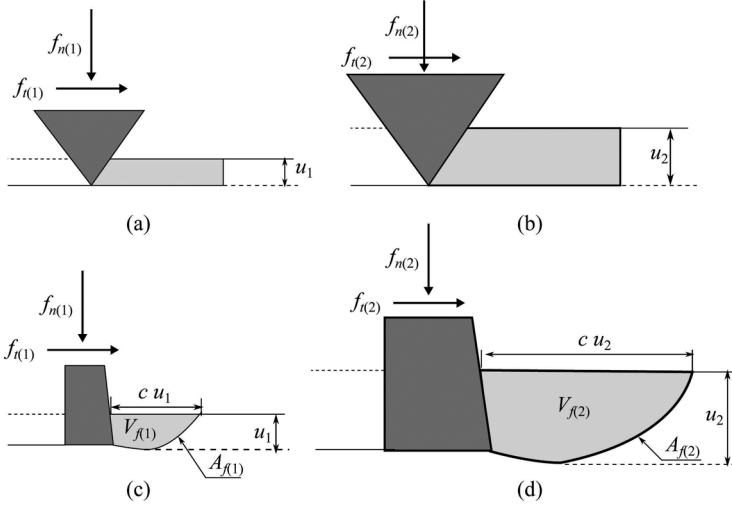 f_{n(1)}
f_{t(1)}
u_1
(a)
f_{n(2)}
f_{t(2)}
u_2
(b)
f_{n(1)}
f_{t(1)}
c u_1
V_{f(1)}
u_1
A_{f(1)}
(c)
f_{n(2)}
f_{t(2)}
c u_2
V_{f(2)}
u_2
A_{f(2)}
(d)